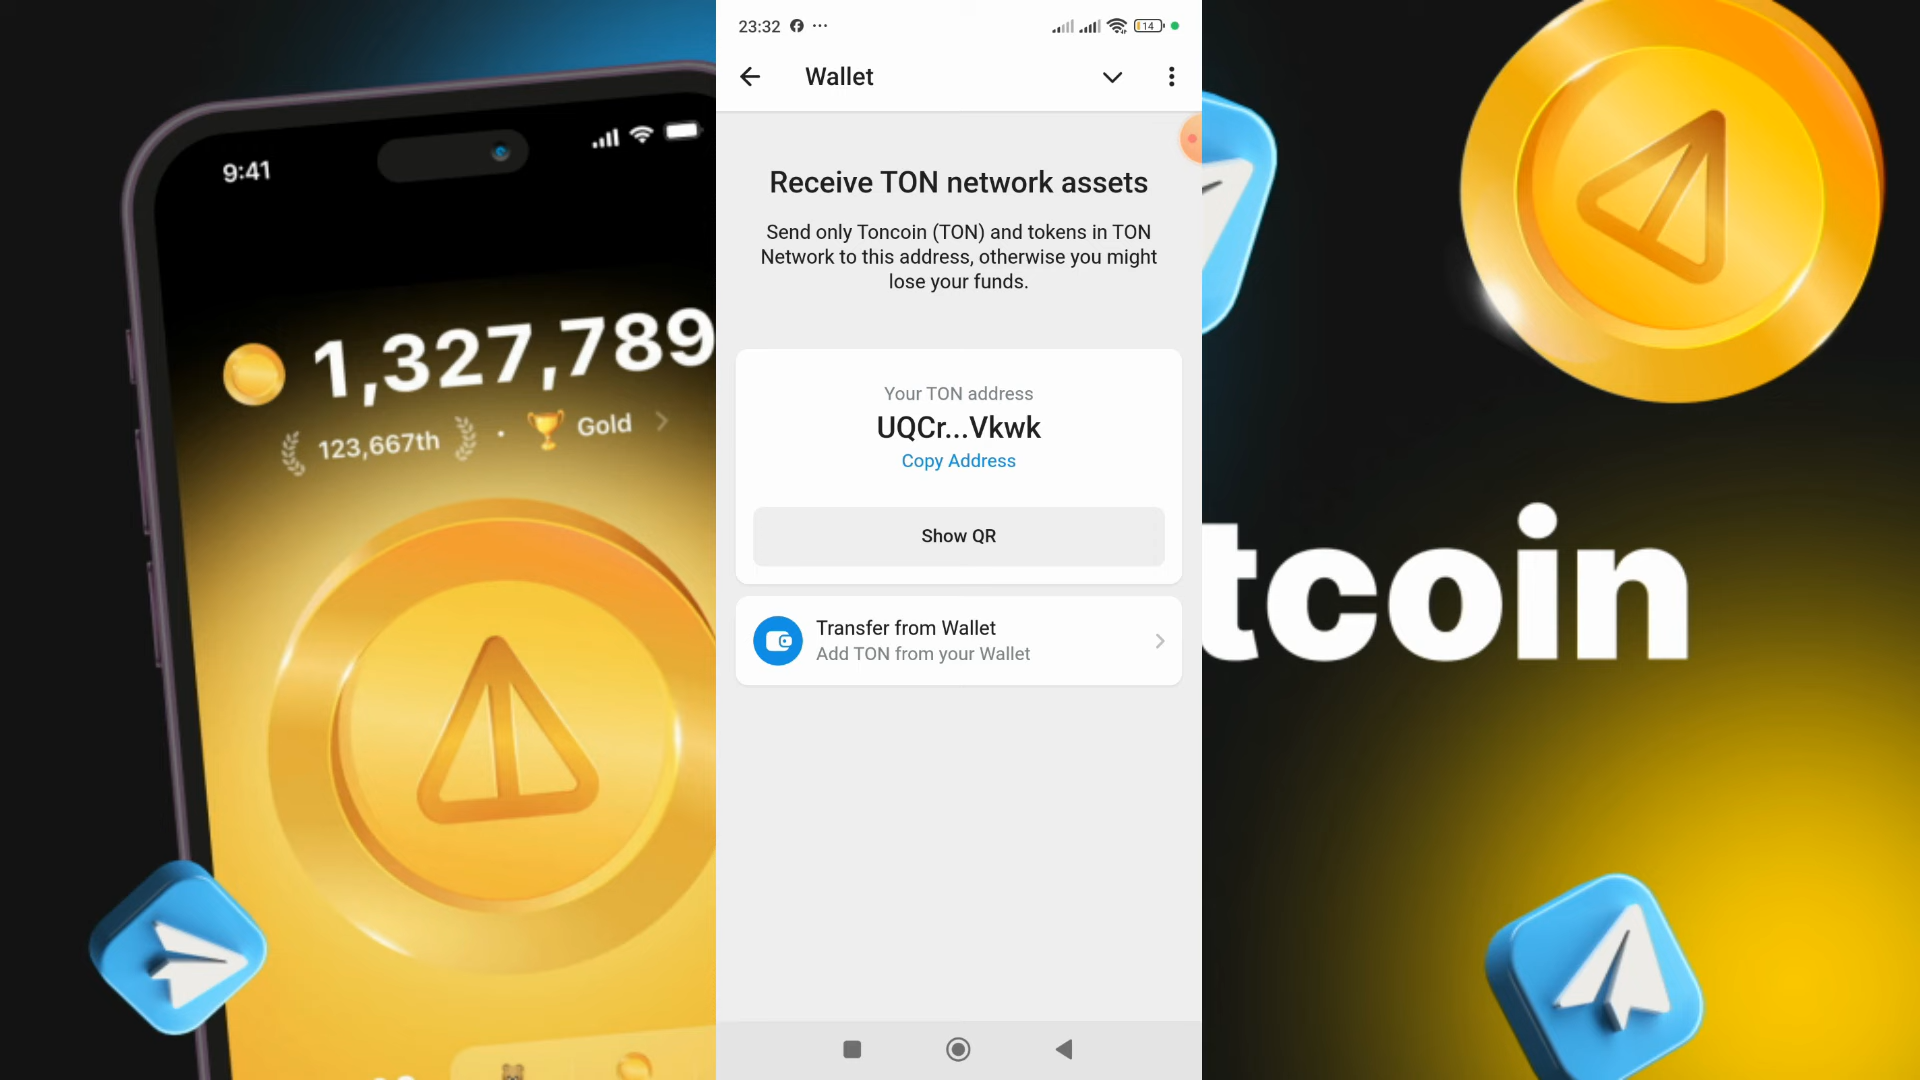 23:32
14
Wallet
Receive TON network assets
Send only Toncoin (TON) and tokens in TON
Network to this address, otherwise you might
lose your funds.
Your TON address
UQCr...Vkwk
Copy Address
Show QR
Transfer from Wallet
Add TON from your Wallet
9:41
1,327,789
123,667th · Gold
tcoin